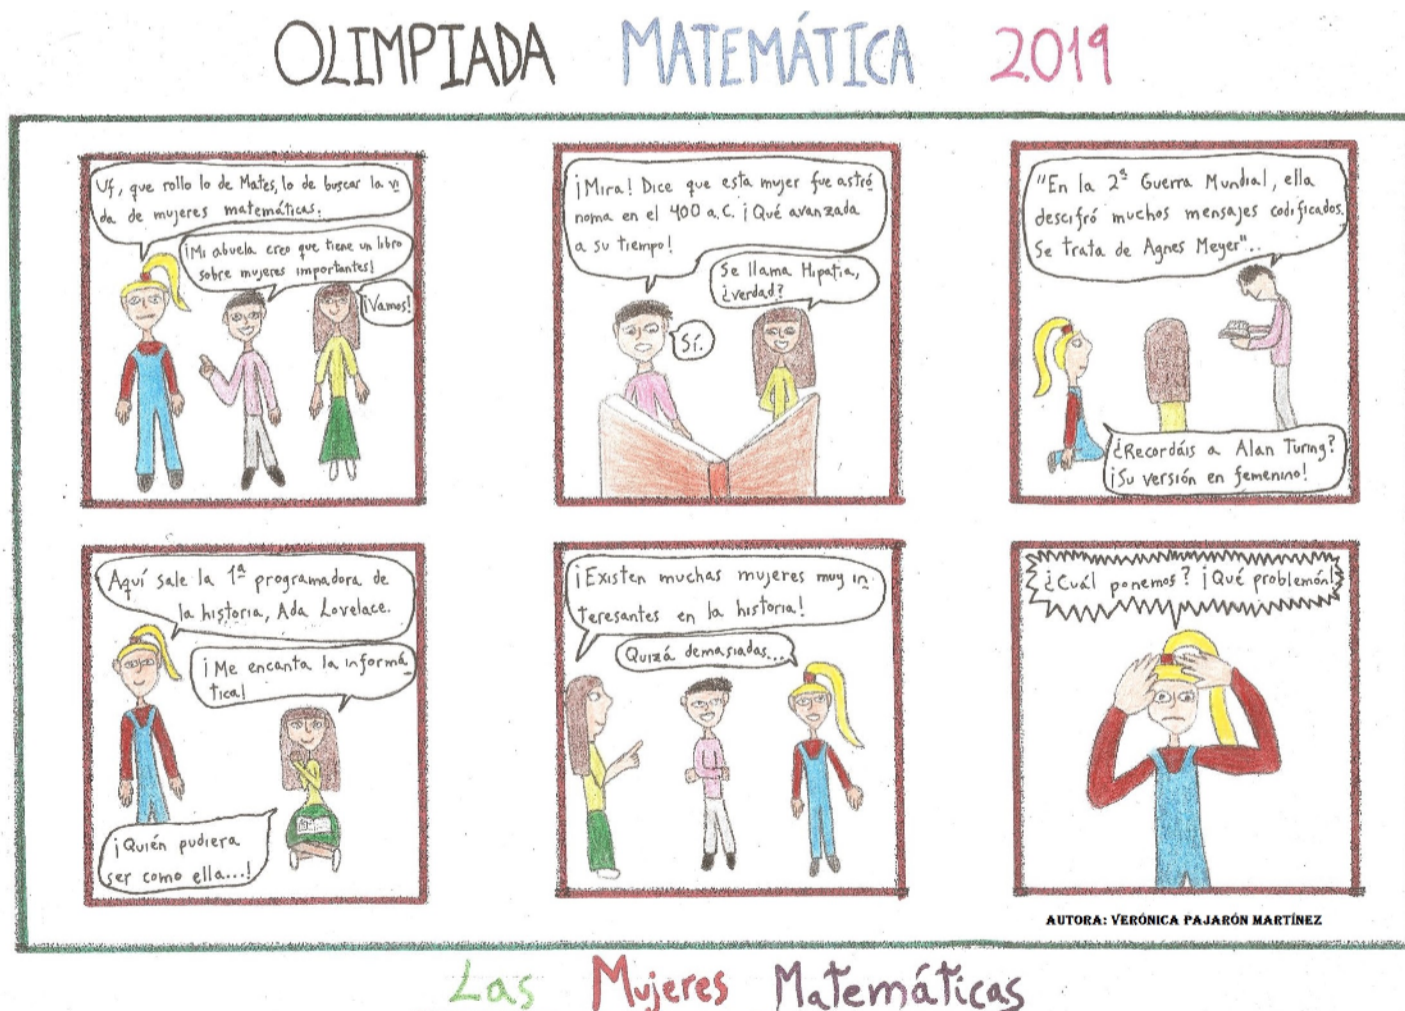 OLIMPIADA MATEMÁTICA 2019
Uf, que rollo lo de Mates, lo de buscar la vi
da de mujeres matemáticas.
¡Mi abuela creo que tiene un libro
sobre mujeres importantes!
¡Vamos!
¡Mira! Dice que esta mujer fue astró
noma en el 400 a.C. ¡Qué avanzada
a su tiempo!
Se llama Hipatia,
¿verdad?
Sí.
"En la 2ª Guerra Mundial, ella
descifró muchos mensajes codificados.
Se trata de Agnes Meyer"..
¿Recordáis a Alan Turing?
¡Su versión en femenino!
Aquí sale la 1ª programadora de
la historia, Ada Lovelace.
¡Me encanta la informá
tica!
¡Quién pudiera
ser como ella...!
¡Existen muchas mujeres muy in
teresantes en la historia!
Quizá demasiadas...
¿Cuál ponemos? ¡Qué problemón!
AUTORA: VERÓNICA PAJARÓN MARTÍNEZ
Las Mujeres Matemáticas